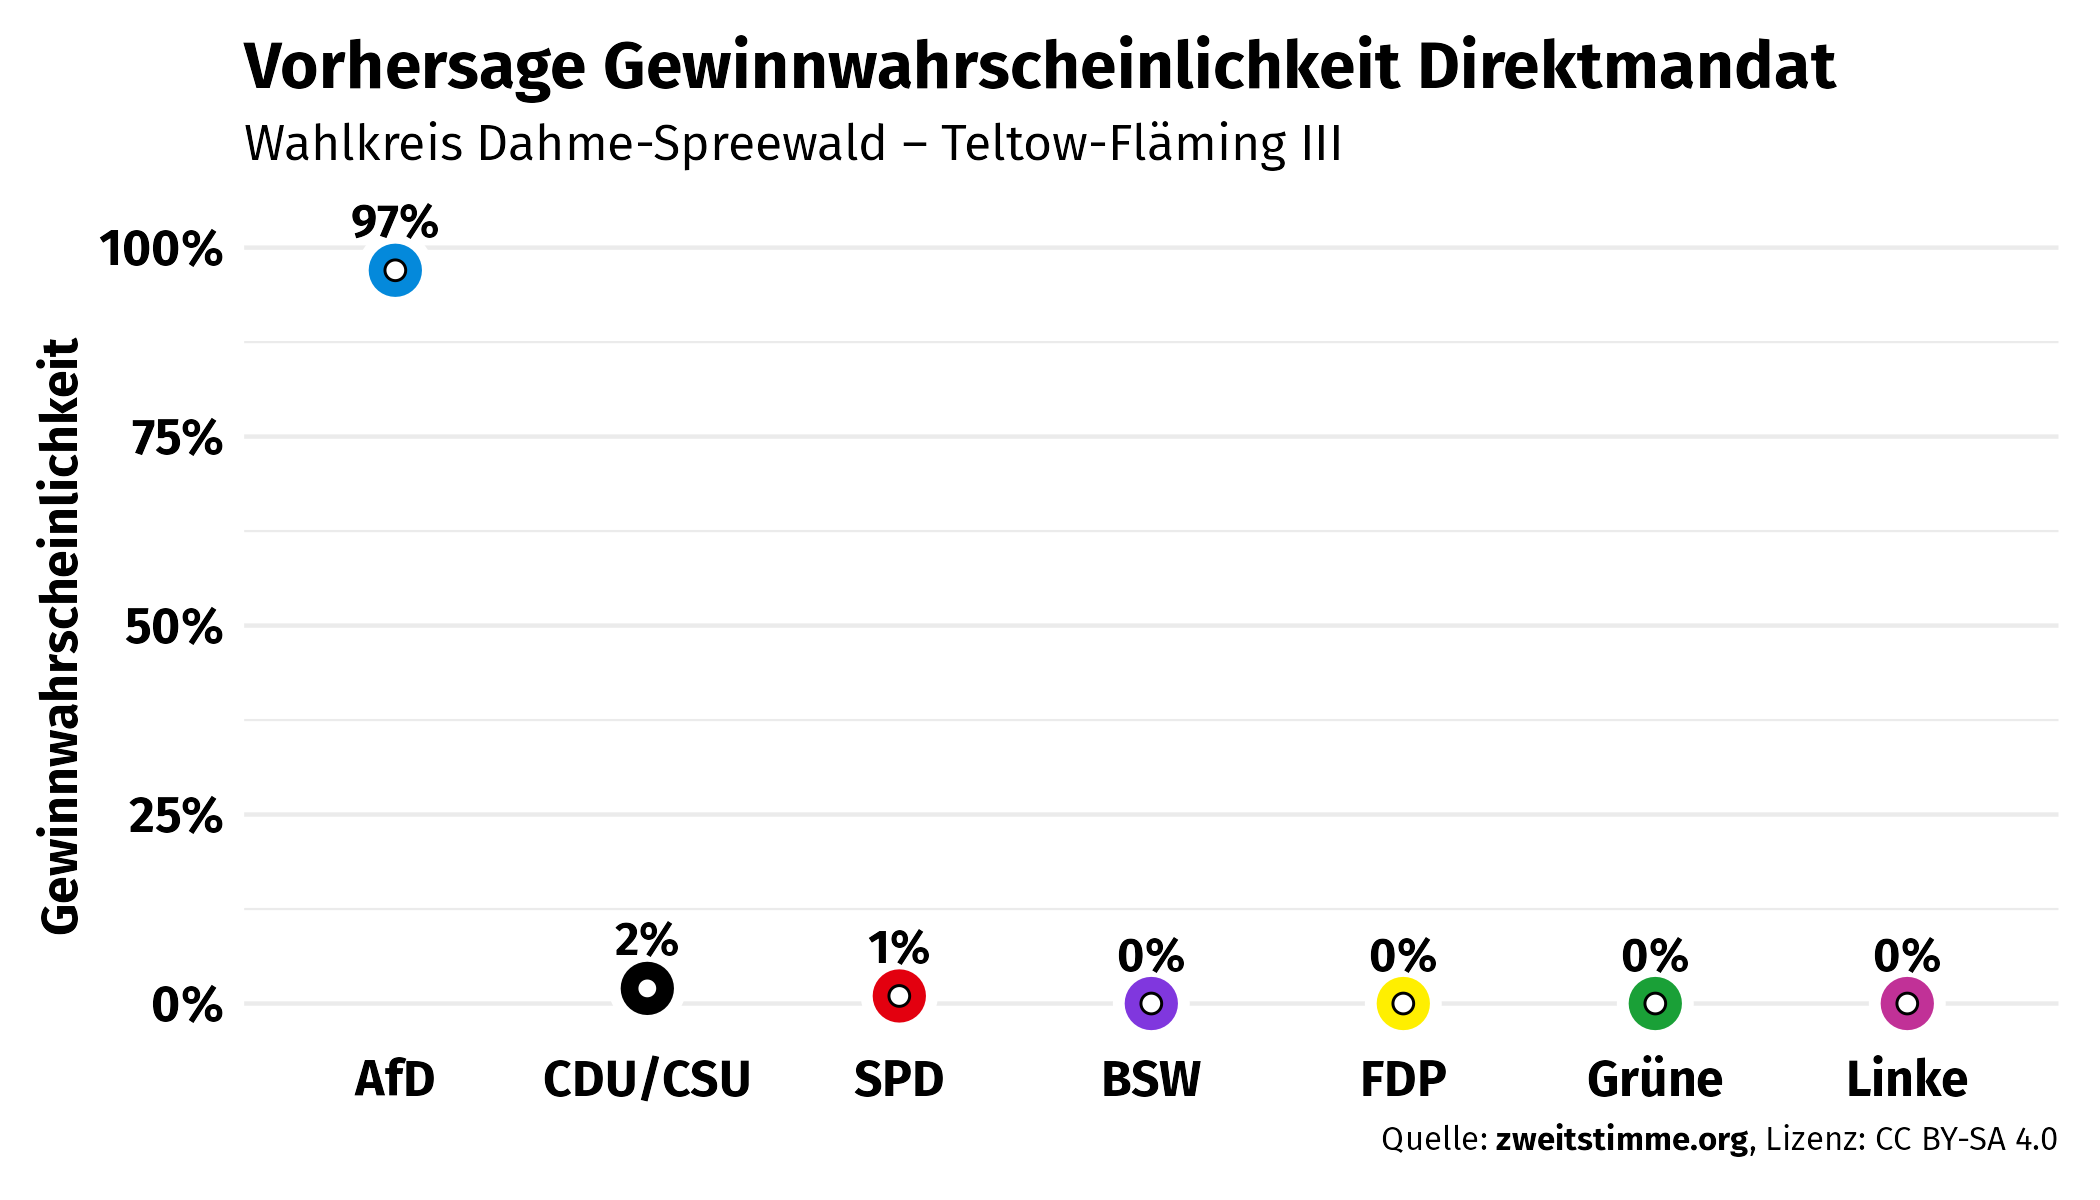 Vorhersage Gewinnwahrscheinlichkeit Direktmandat
Wahlkreis Dahme-Spreewald – Teltow-Fläming III
Gewinnwahrscheinlichkeit
100%
75%
50%
25%
0%
97%
2%
1%
0%
0%
0%
0%
AfD
CDU/CSU
SPD
BSW
FDP
Grüne
Linke
Quelle: zweitstimme.org, Lizenz: CC BY-SA 4.0